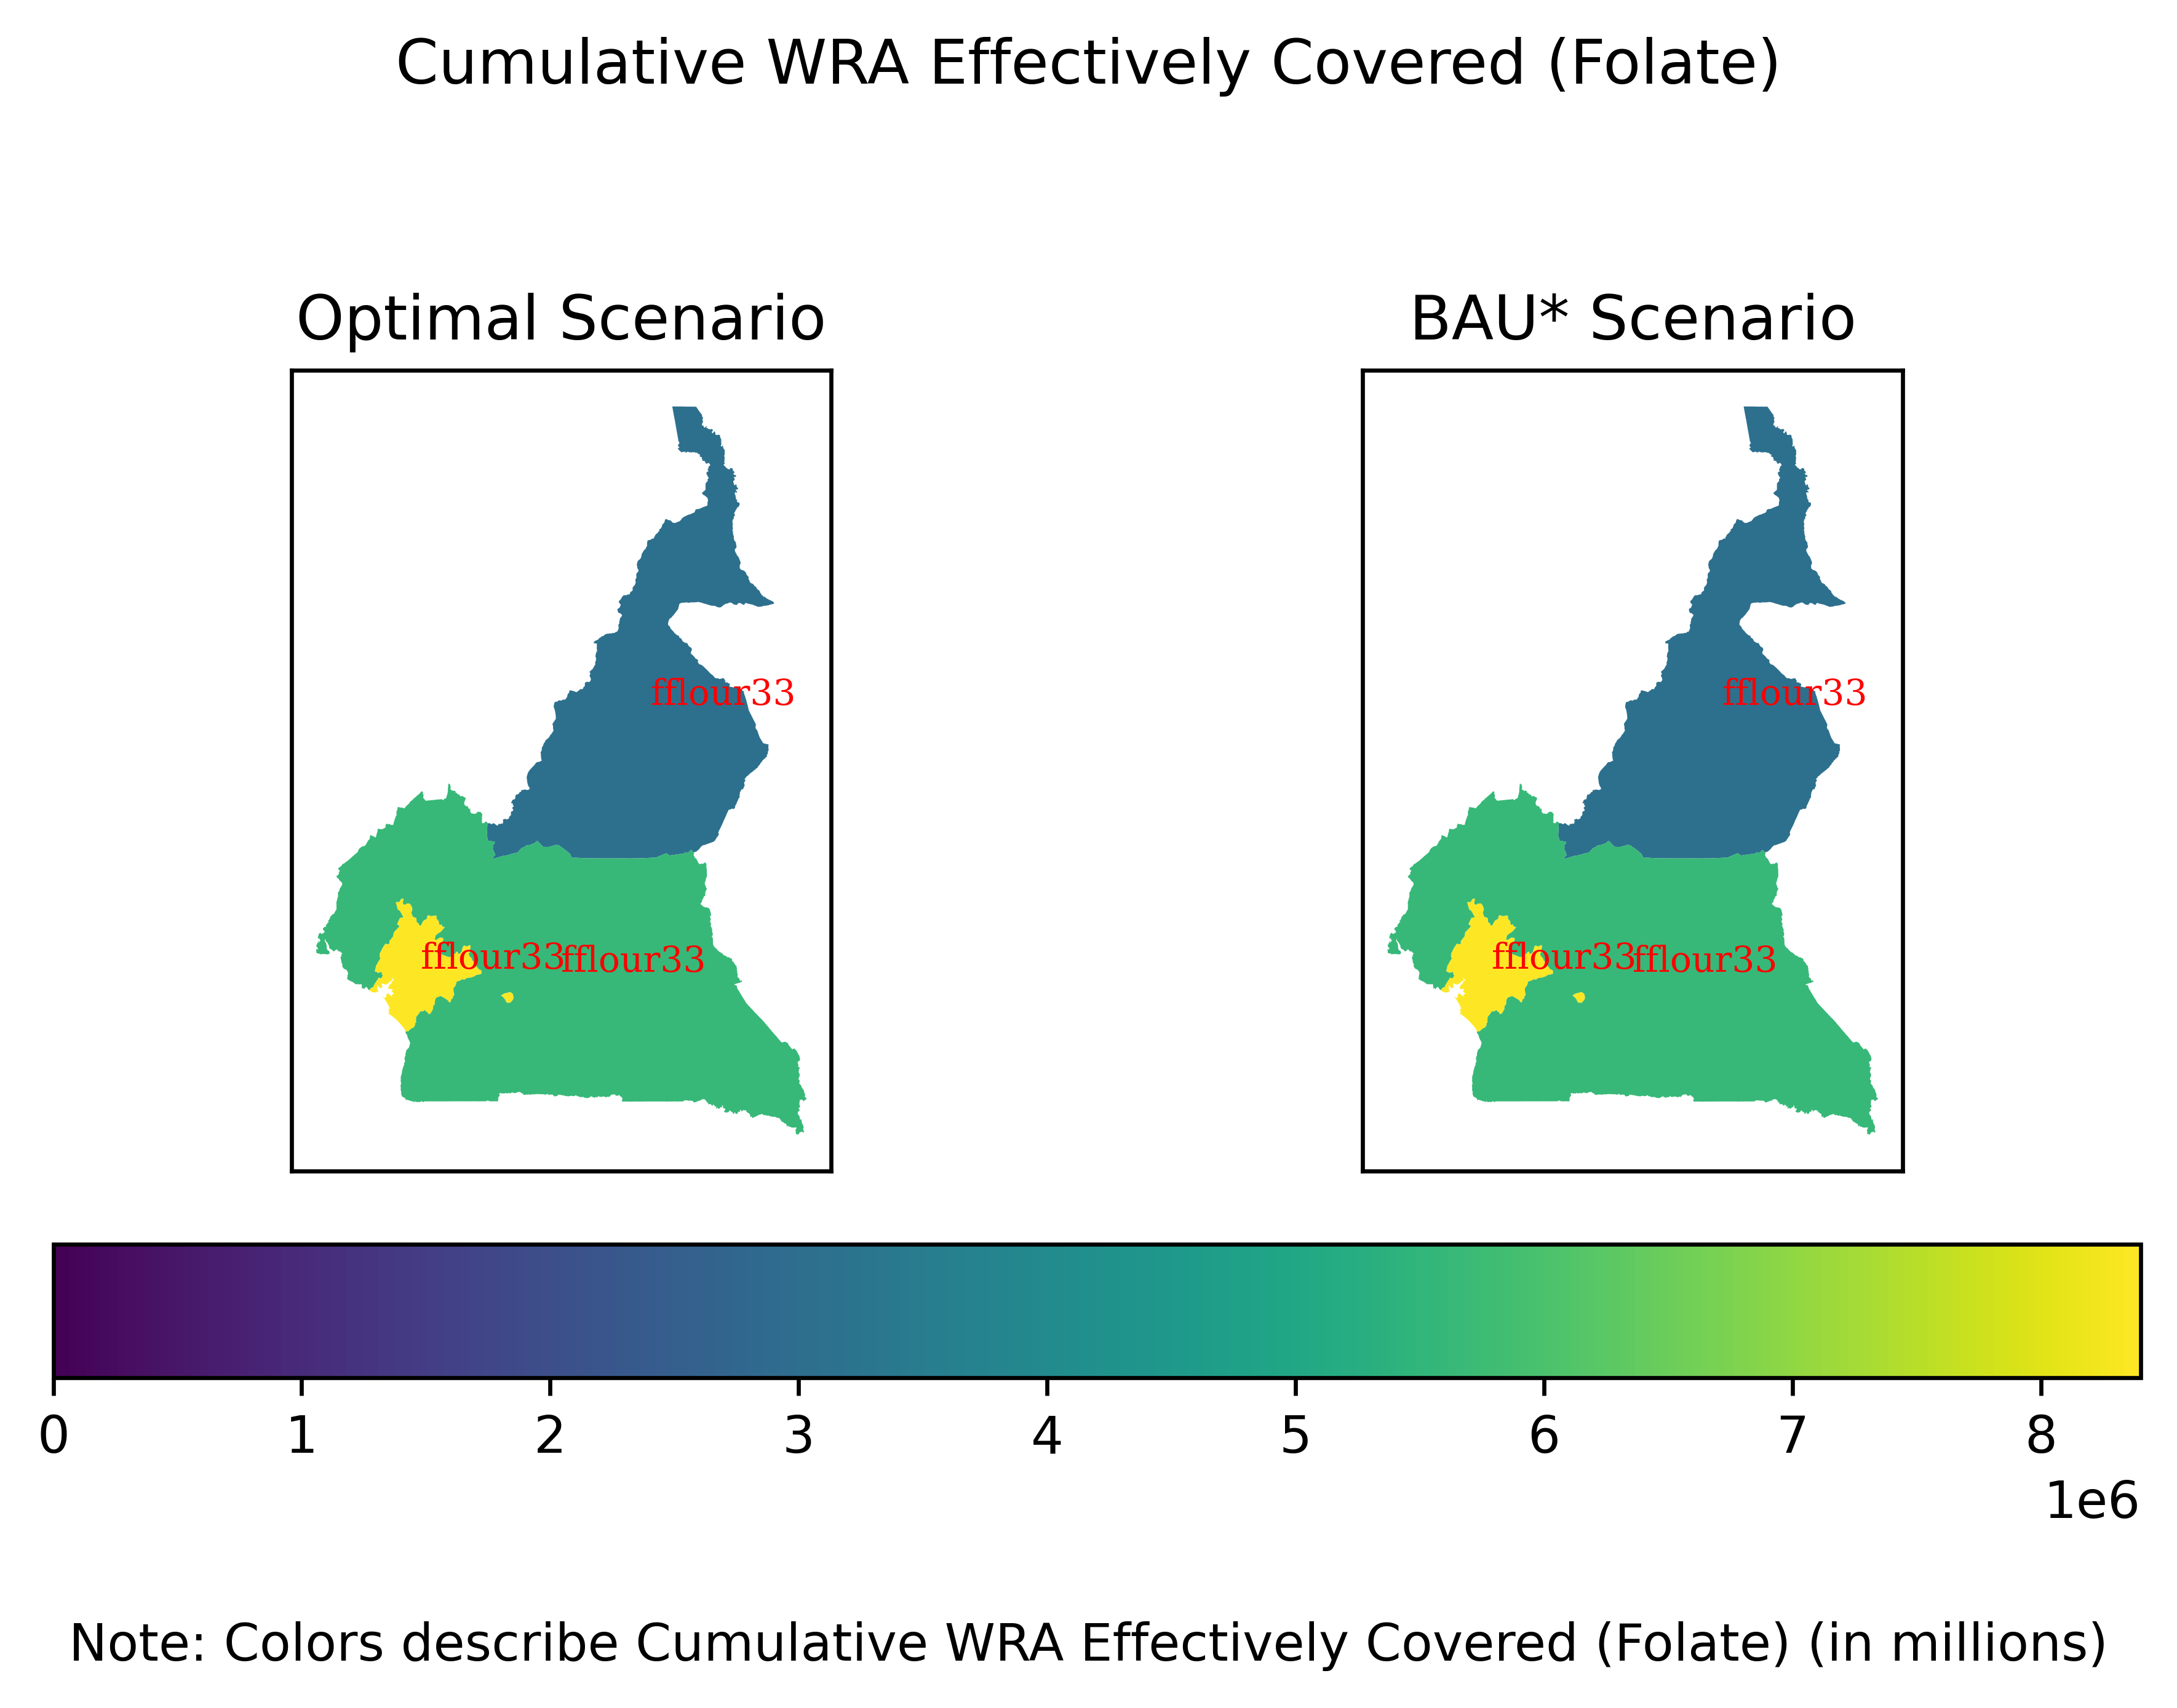 Cumulative WRA Effectively Covered (Folate)
Optimal Scenario
BAU* Scenario
fflour33
fflour33
fflour33
fflour33
fflour33
fflour33
0 1 2 3 4 5 6 7 8
1e6
Note: Colors describe Cumulative WRA Effectively Covered (Folate) (in millions)